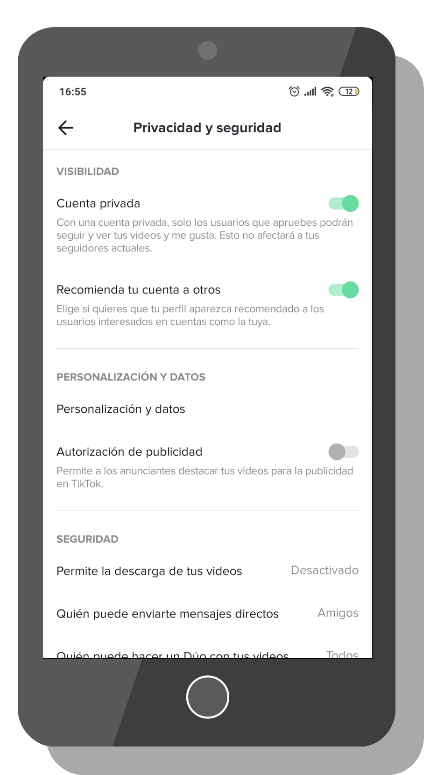 16:55 12
Privacidad y seguridad
VISIBILIDAD
Cuenta privada
Con una cuenta privada, solo los usuarios que apruebes podrán
seguir y ver tus videos y me gusta. Esto no afectará a tus
seguidores actuales.
Recomienda tu cuenta a otros
Elige si quieres que tu perfil aparezca recomendado a los
usuarios interesados en cuentas como la tuya.
PERSONALIZACIÓN Y DATOS
Personalización y datos
Autorización de publicidad
Permite a los anunciantes destacar tus videos para la publicidad
en TikTok.
SEGURIDAD
Permite la descarga de tus videos Desactivado
Quién puede enviarte mensajes directos Amigos
Quién puede hacer un Dúo con tus videos Todos